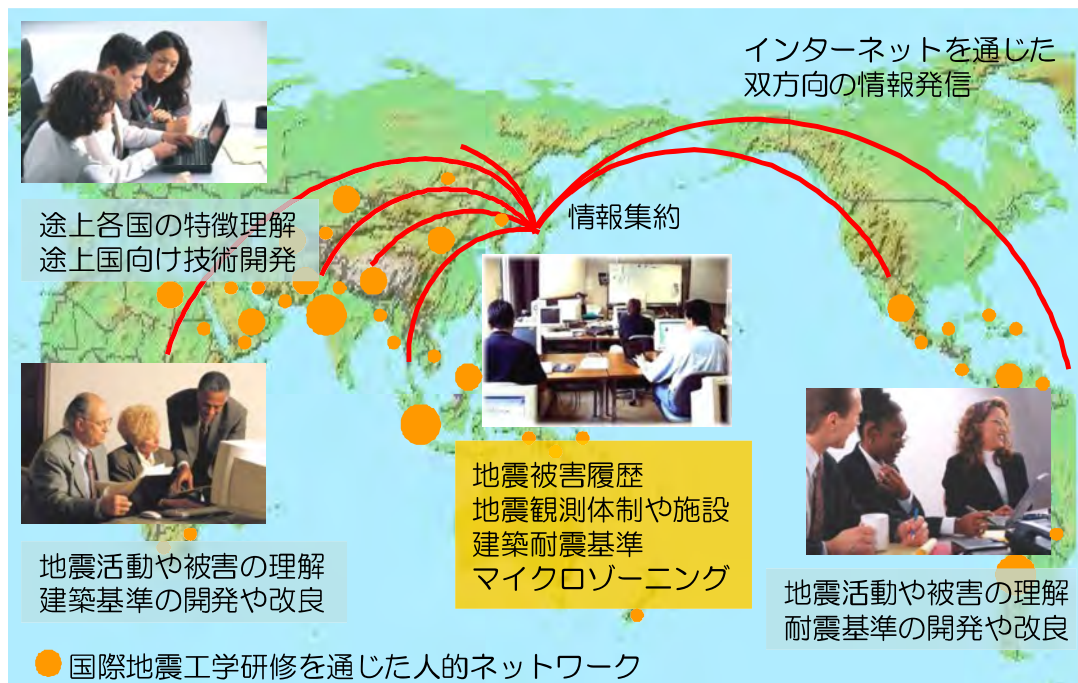 インターネットを通じた
双方向の情報発信
途上各国の特徴理解
途上国向け技術開発
情報集約
地震被害履歴
地震観測体制や施設
建築耐震基準
マイクロゾーニング
地震活動や被害の理解
建築基準の開発や改良
地震活動や被害の理解
耐震基準の開発や改良
国際地震工学研修を通じた人的ネットワーク